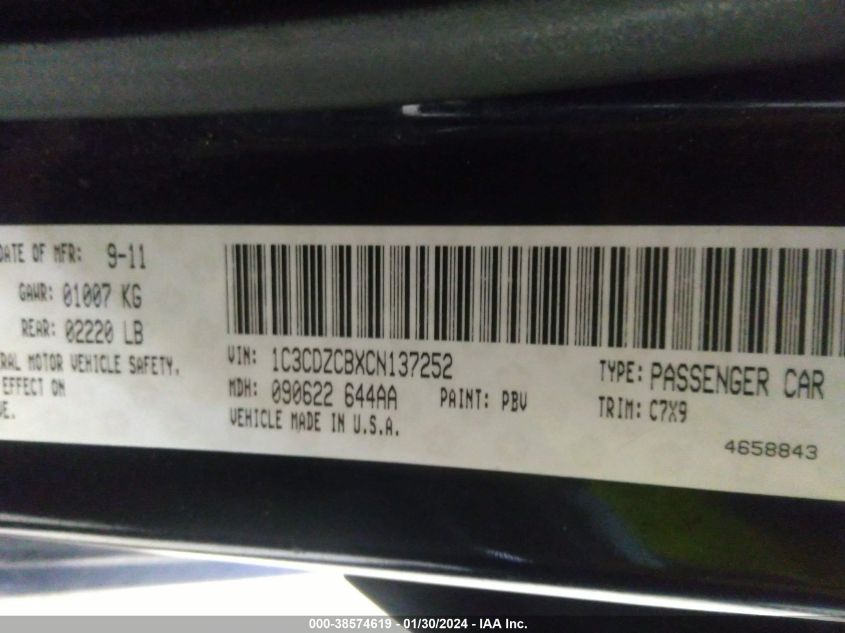 DATE OF MFR: 9-11
GAWR: 01007 KG
REAR: 02220 LB
RAL MOTOR VEHICLE SAFETY,
EFFECT ON
VE.
VIN: 1C3CDZCBXCN137252
TYPE: PASSENGER CAR
MDH: 090622 644AA PAINT: PBV
TRIM: C7X9
VEHICLE MADE IN U.S.A.
4658843
000-38574619 - 01/30/2024 - IAA Inc.